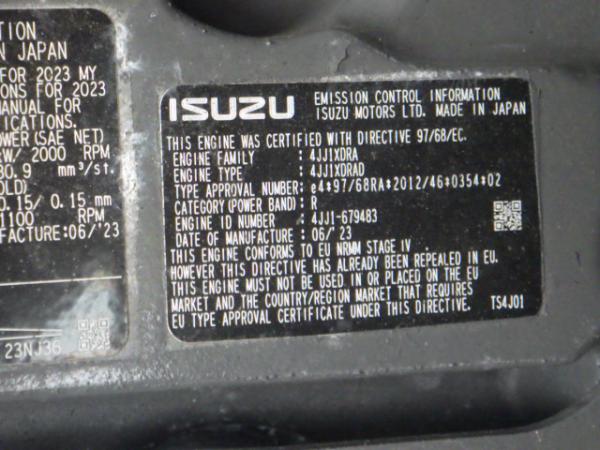 TION
N JAPAN
FOR 2023 MY
IONS FOR 2023
MANUAL FOR
ICATIONS.
POWER(SAE NET)
kW/ 2000 RPM
80.9 mm³/st.
OLD)
0.15/ 0.15 mm
1100 RPM
FACTURE:06/'23
23NJ36
ISUZU
EMISSION CONTROL INFORMATION
ISUZU MOTORS LTD. MADE IN JAPAN
THIS ENGINE WAS CERTIFIED WITH DIRECTIVE 97/68/EC.
ENGINE FAMILY : 4JJ1XDRA
ENGINE TYPE : 4JJ1XDRAD
TYPE APPROVAL NUMBER: e4*97/68RA*2012/46*0354*02
CATEGORY(POWER BAND): R
ENGINE ID NUMBER : 4JJ1-679483
DATE OF MANUFACTURE : 06/'23
THIS ENGINE CONFORMS TO EU NRMM STAGE IV .
HOWEVER THIS DIRECTIVE HAS ALREADY BEEN REPEALED IN EU.
THIS ENGINE MUST NOT BE USED IN OR PLACED ON THE EU
MARKET AND THE COUNTRY/REGION MARKET THAT REQUIRES
EU TYPE APPROVAL CERTIFICATE UNDER THIS DIRECTIVE.
TS4J01